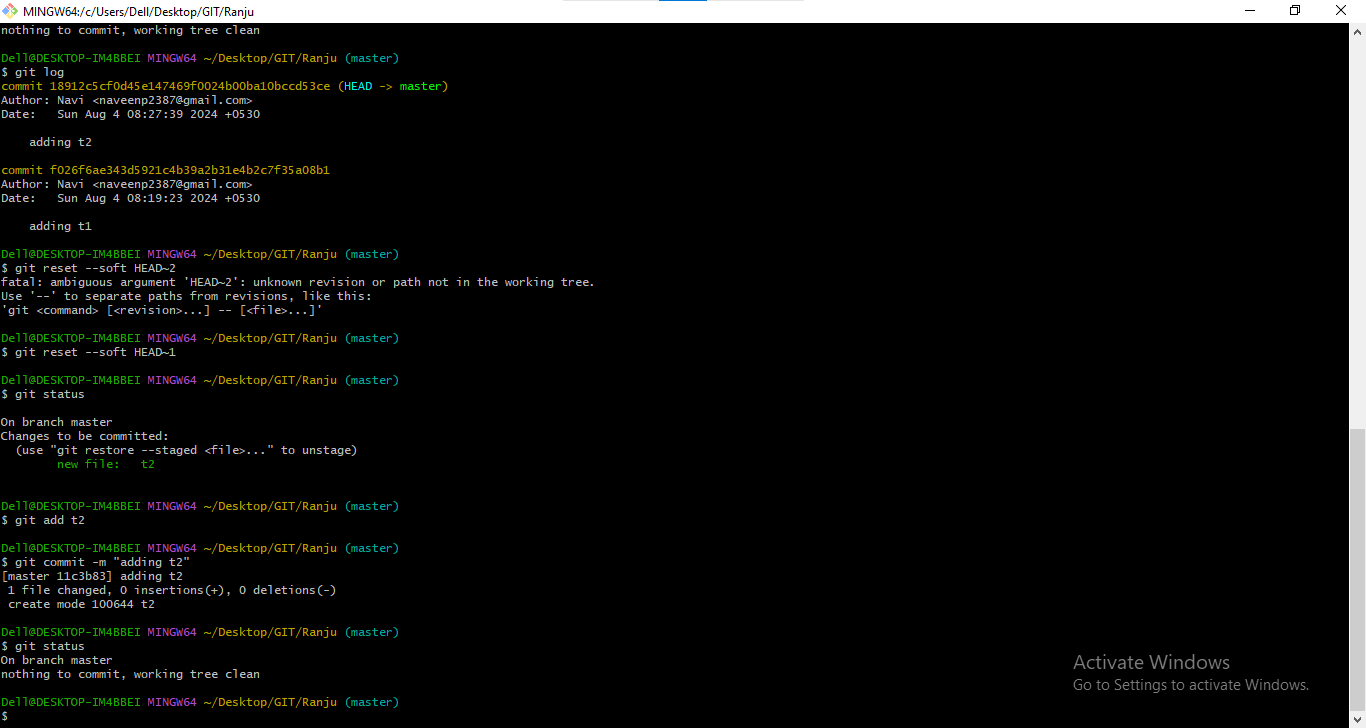 MINGW64:/c/Users/Dell/Desktop/GIT/Ranju
nothing to commit, working tree clean
Dell@DESKTOP-IM4BBEI MINGW64 ~/Desktop/GIT/Ranju (master)
$ git log
commit 18912c5cf0d45e147469f0024b00ba10bccd53ce (HEAD -> master)
Author: Navi <naveenp2387@gmail.com>
Date:   Sun Aug 4 08:27:39 2024 +0530
    adding t2
commit f026f6ae343d5921c4b39a2b31e4b2c7f35a08b1
Author: Navi <naveenp2387@gmail.com>
Date:   Sun Aug 4 08:19:23 2024 +0530
    adding t1
Dell@DESKTOP-IM4BBEI MINGW64 ~/Desktop/GIT/Ranju (master)
$ git reset --soft HEAD~2
fatal: ambiguous argument 'HEAD~2': unknown revision or path not in the working tree.
Use '--' to separate paths from revisions, like this:
'git <command> [<revision>...] -- [<file>...]'
Dell@DESKTOP-IM4BBEI MINGW64 ~/Desktop/GIT/Ranju (master)
$ git reset --soft HEAD~1
Dell@DESKTOP-IM4BBEI MINGW64 ~/Desktop/GIT/Ranju (master)
$ git status
On branch master
Changes to be committed:
  (use "git restore --staged <file>..." to unstage)
        new file:   t2
Dell@DESKTOP-IM4BBEI MINGW64 ~/Desktop/GIT/Ranju (master)
$ git add t2
Dell@DESKTOP-IM4BBEI MINGW64 ~/Desktop/GIT/Ranju (master)
$ git commit -m "adding t2"
[master 11c3b83] adding t2
 1 file changed, 0 insertions(+), 0 deletions(-)
 create mode 100644 t2
Dell@DESKTOP-IM4BBEI MINGW64 ~/Desktop/GIT/Ranju (master)
$ git status
On branch master
nothing to commit, working tree clean
Dell@DESKTOP-IM4BBEI MINGW64 ~/Desktop/GIT/Ranju (master)
$
Activate Windows
Go to Settings to activate Windows.